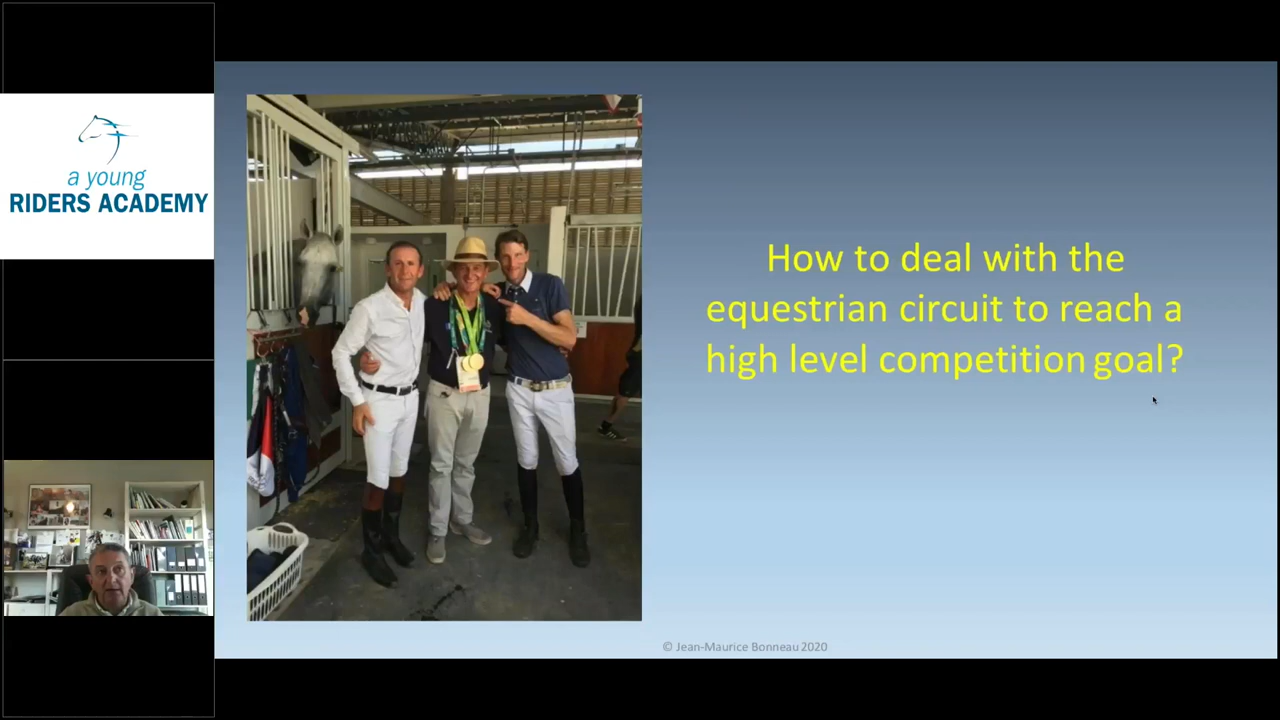 a young
RIDERS ACADEMY
How to deal with the
equestrian circuit to reach a
high level competition goal?
© Jean-Maurice Bonneau 2020